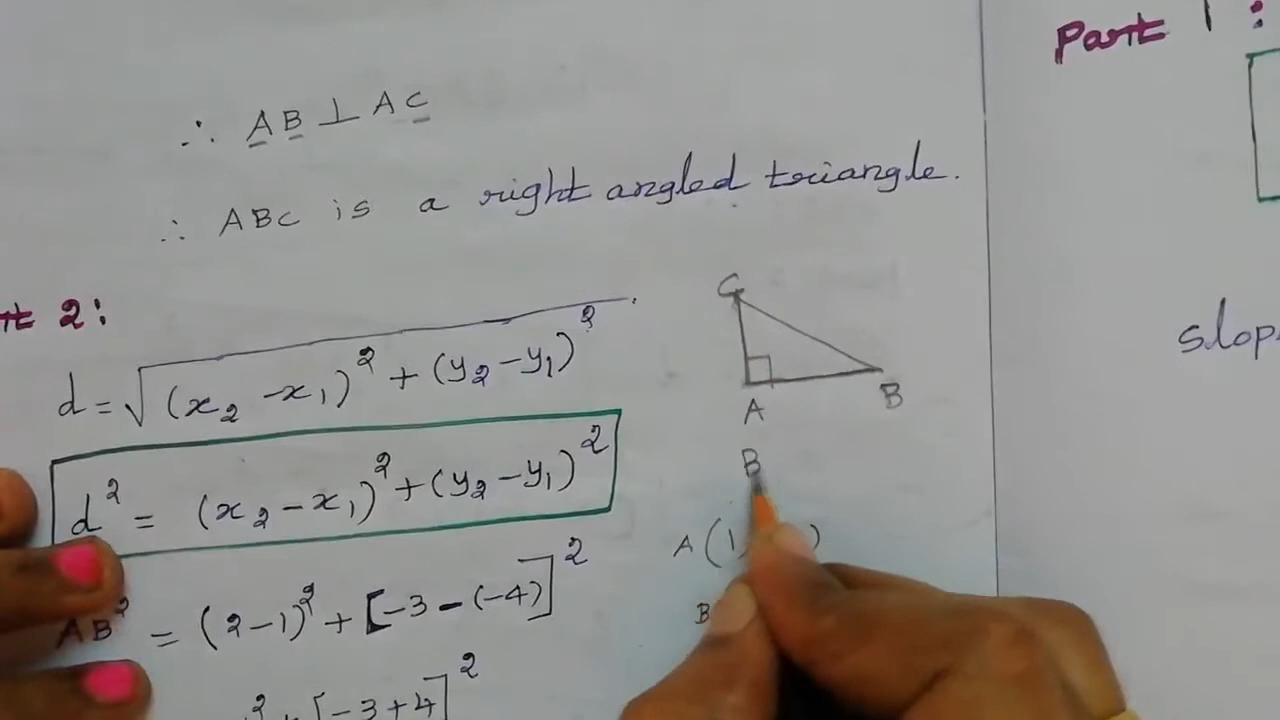 ∴ AB ⊥ AC
∴ ABC is a right angled triangle.
2:
d = √(x₂ - x₁)² + (y₂ - y₁)²
d² = (x₂ - x₁)² + (y₂ - y₁)²
AB² = (2-1)² + [-3 - (-4)]²
[-3+4]²
C
A
B
B
A (1,
B
Part 1: